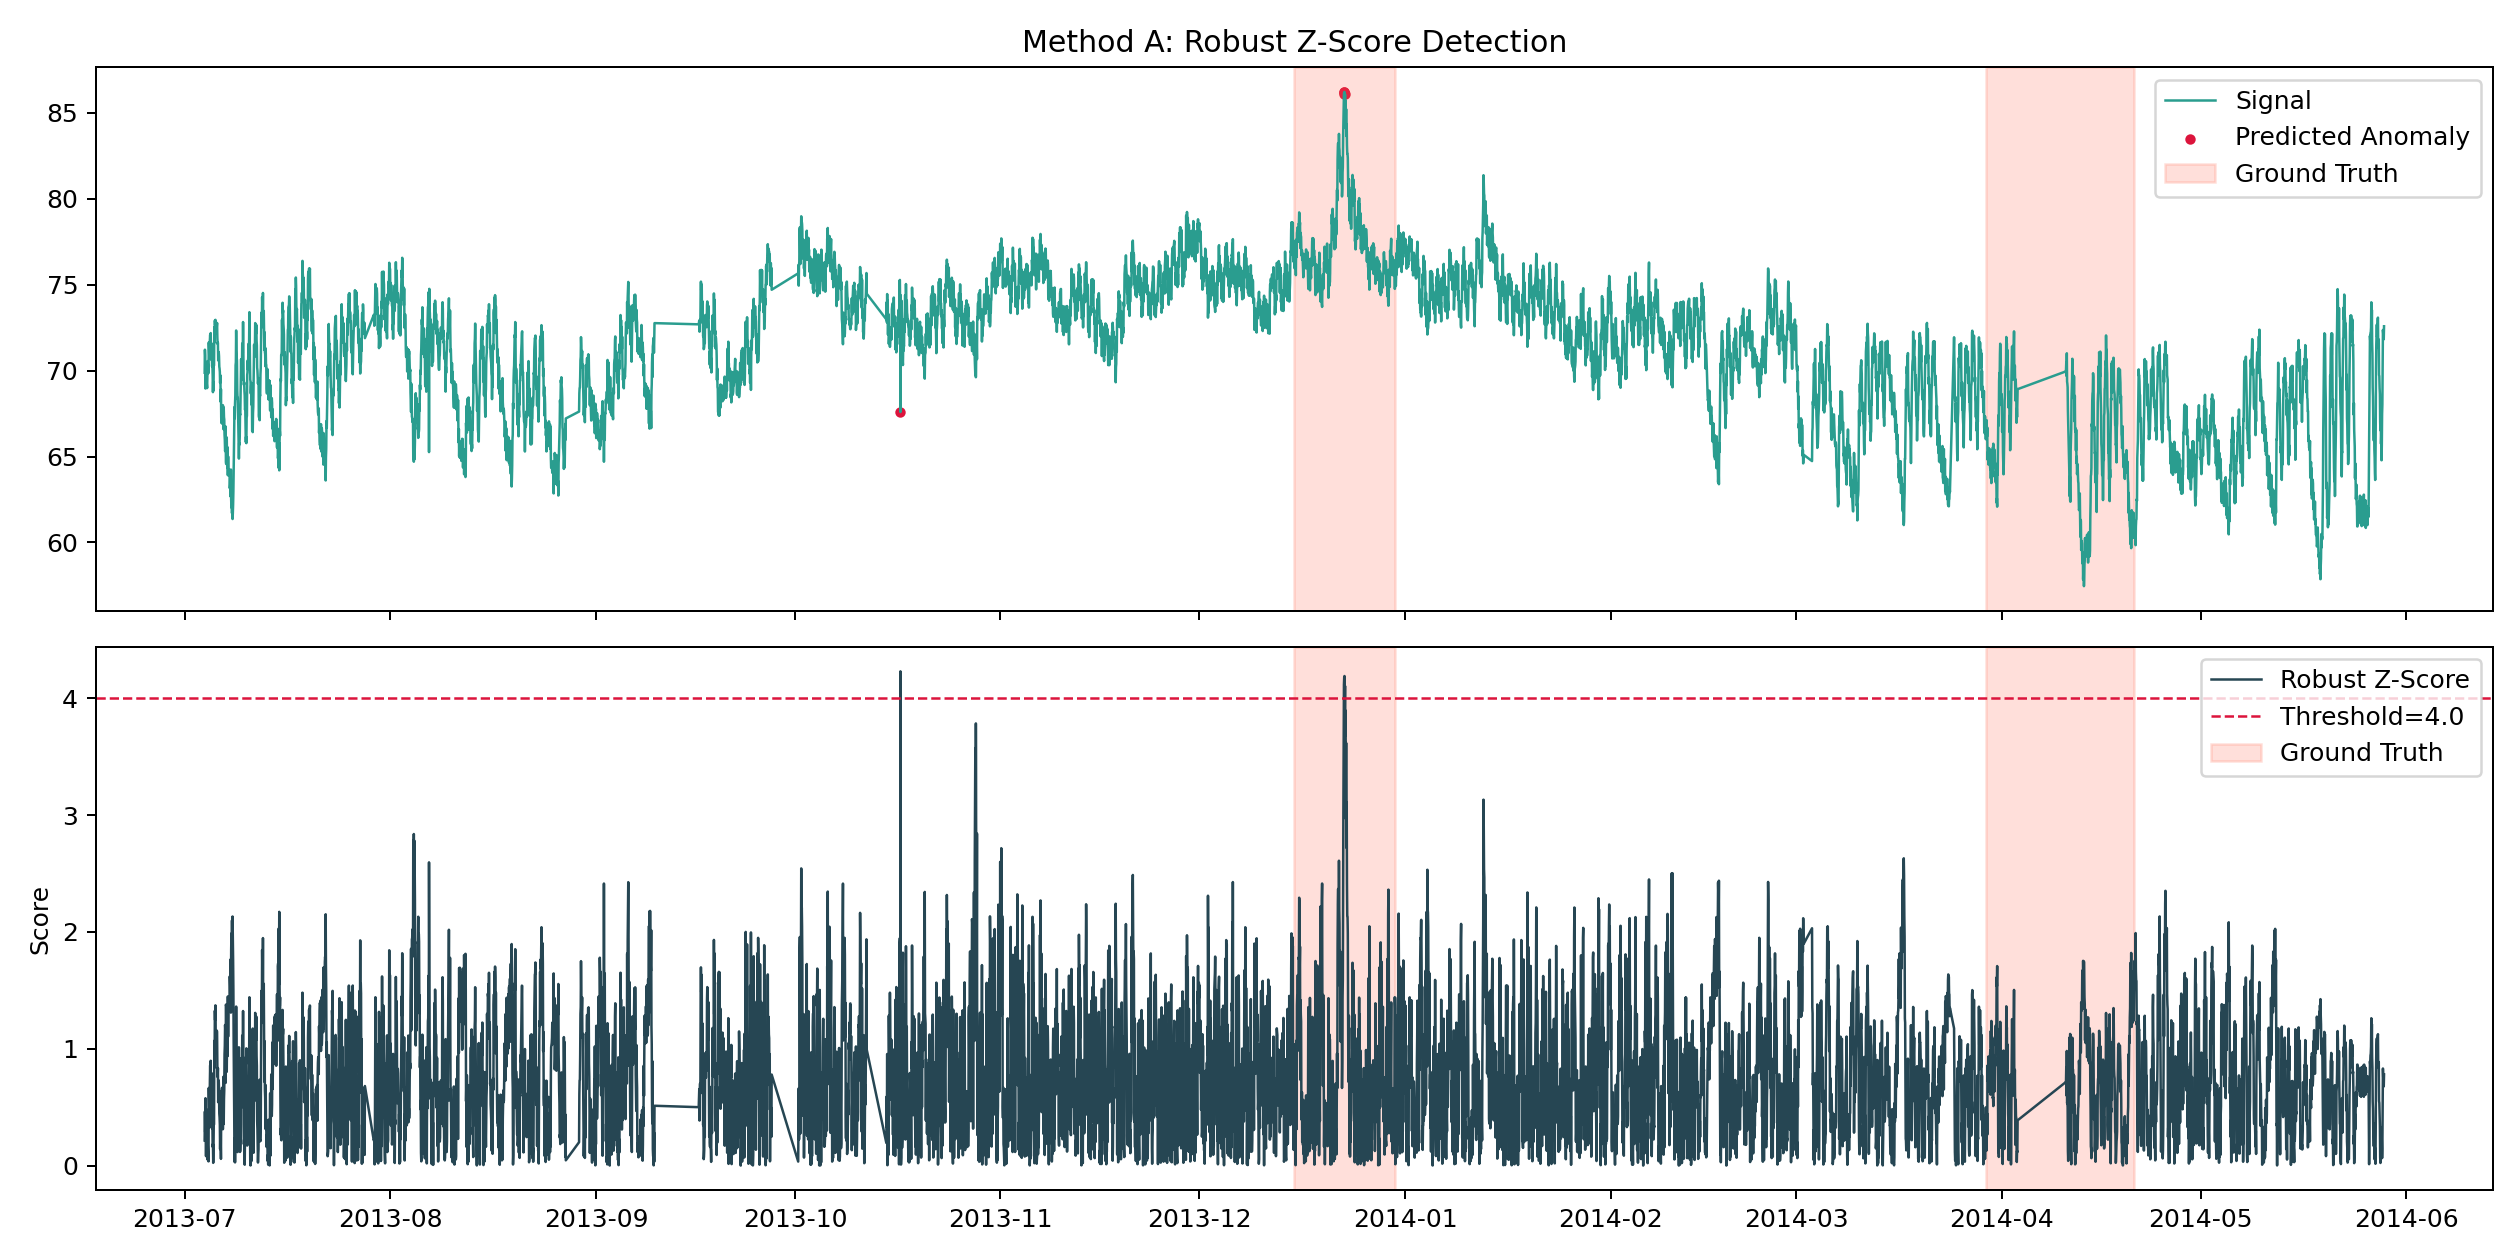 Method A: Robust Z-Score Detection
85
80
75
70
65
60
Signal
Predicted Anomaly
Ground Truth
4
3
2
1
0
Score
Robust Z-Score
Threshold=4.0
Ground Truth
2013-07
2013-08
2013-09
2013-10
2013-11
2013-12
2014-01
2014-02
2014-03
2014-04
2014-05
2014-06